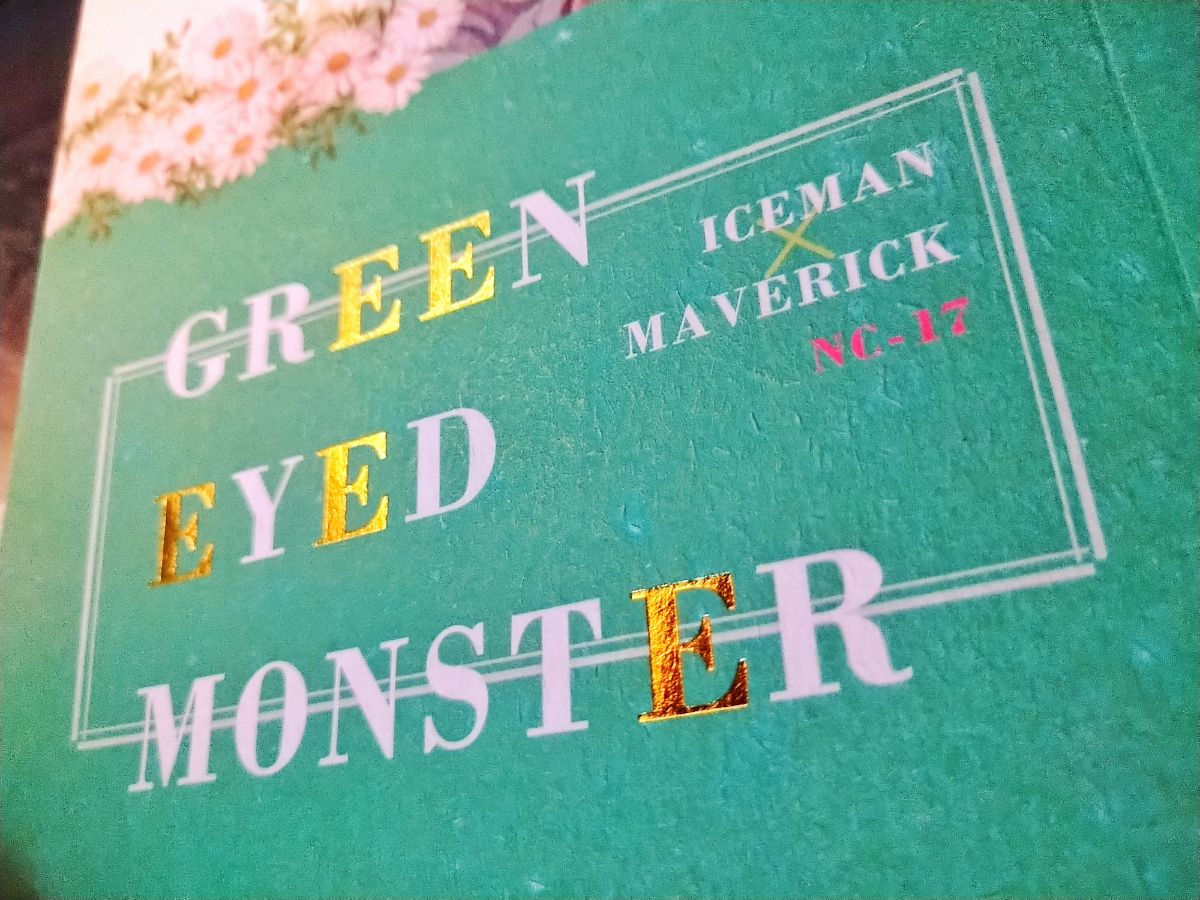 GREEN
EYED
MONSTER
ICEMAN
×
MAVERICK
NC-17